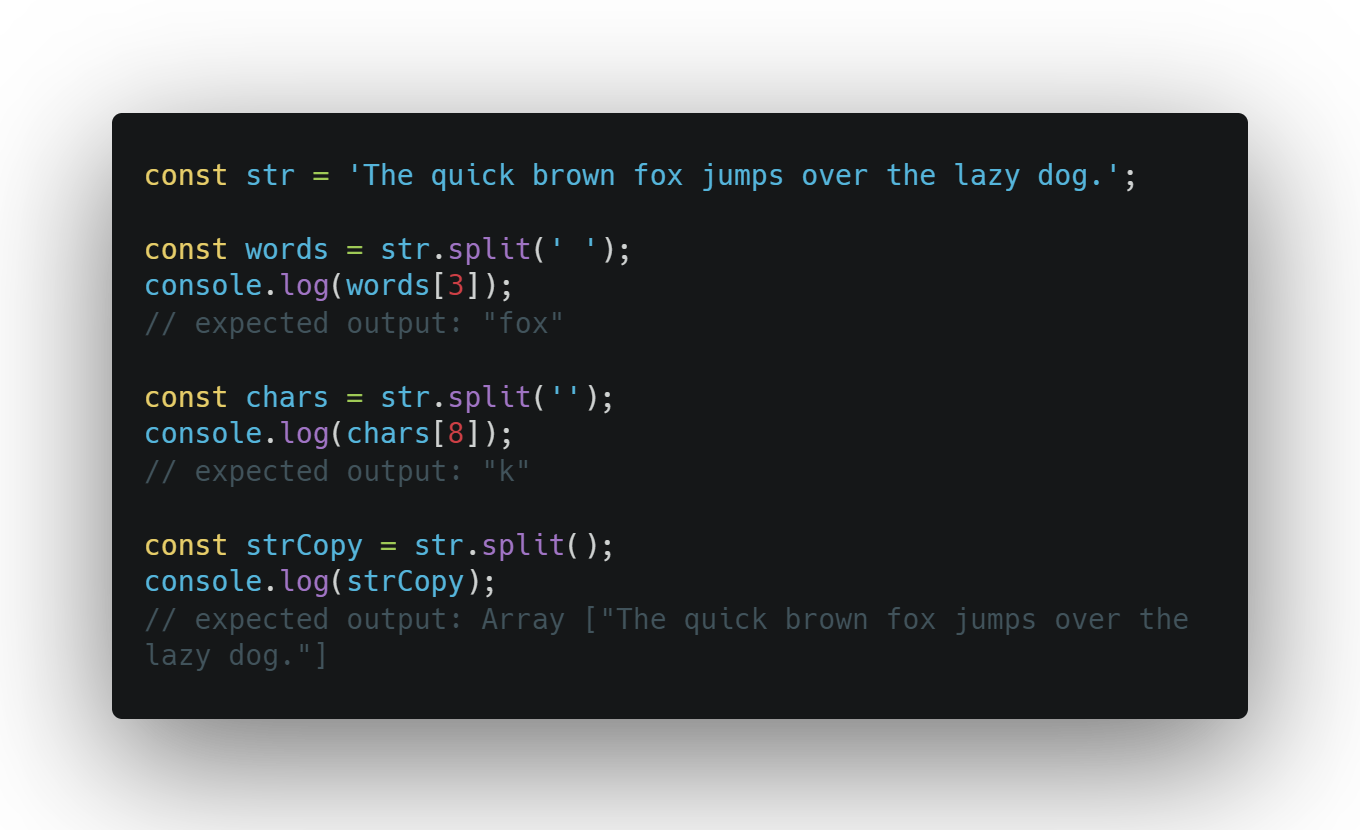 const str = 'The quick brown fox jumps over the lazy dog.';
const words = str.split(' ');
console.log(words[3]);
// expected output: "fox"
const chars = str.split('');
console.log(chars[8]);
// expected output: "k"
const strCopy = str.split();
console.log(strCopy);
// expected output: Array ["The quick brown fox jumps over the
lazy dog."]